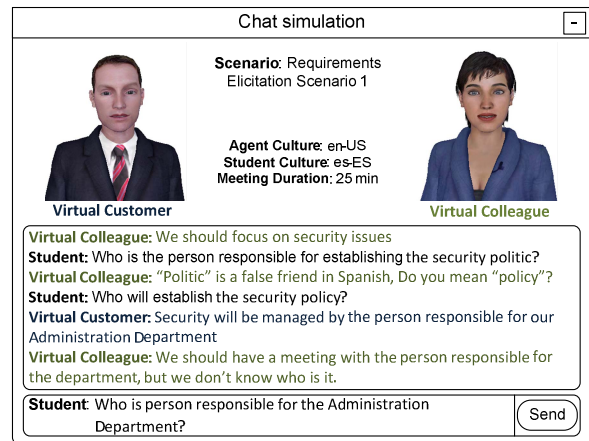 Chat simulation
-
Scenario: Requirements
Elicitation Scenario 1
Agent Culture: en-US
Student Culture: es-ES
Meeting Duration: 25 min
Virtual Customer
Virtual Colleague
Virtual Colleague: We should focus on security issues
Student: Who is the person responsible for establishing the security politic?
Virtual Colleague: “Politic” is a false friend in Spanish, Do you mean “policy”?
Student: Who will establish the security policy?
Virtual Customer: Security will be managed by the person responsible for our
Administration Department
Virtual Colleague: We should have a meeting with the person responsible for
the department, but we don’t know who is it.
Student: Who is person responsible for the Administration
Department?
Send